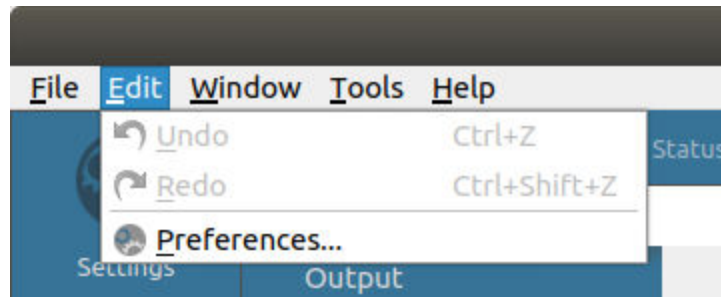 File Edit Window Tools Help
Undo Ctrl+Z
Status
Redo Ctrl+Shift+Z
Preferences...
Settings
Output